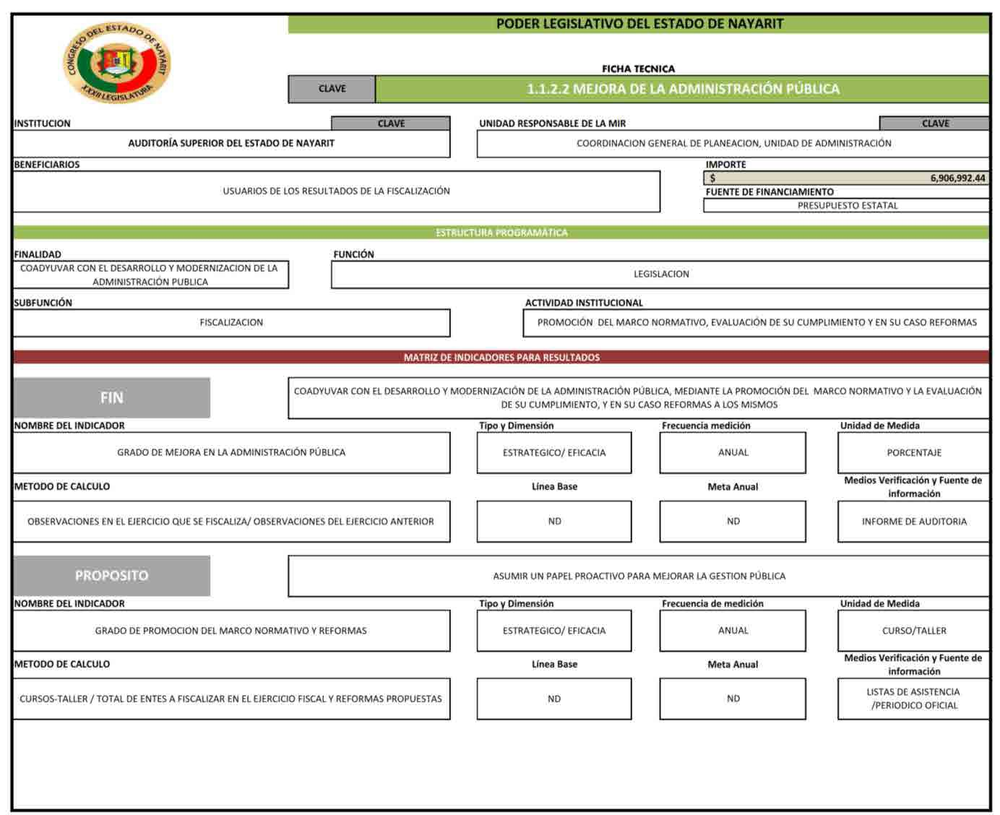 PODER LEGISLATIVO DEL ESTADO DE NAYARIT
CONGRESO DEL ESTADO DE NAYARIT
XXXII LEGISLATURA
FICHA TECNICA
CLAVE
1.1.2.2 MEJORA DE LA ADMINISTRACIÓN PÚBLICA
INSTITUCION
CLAVE
UNIDAD RESPONSABLE DE LA MIR
CLAVE
AUDITORÍA SUPERIOR DEL ESTADO DE NAYARIT
COORDINACION GENERAL DE PLANEACION, UNIDAD DE ADMINISTRACIÓN
BENEFICIARIOS
IMPORTE
$ 6,906,992.44
USUARIOS DE LOS RESULTADOS DE LA FISCALIZACIÓN
FUENTE DE FINANCIAMIENTO
PRESUPUESTO ESTATAL
ESTRUCTURA PROGRAMÁTICA
FINALIDAD
FUNCIÓN
COADYUVAR CON EL DESARROLLO Y MODERNIZACION DE LA
ADMINISTRACIÓN PUBLICA
LEGISLACION
SUBFUNCIÓN
ACTIVIDAD INSTITUCIONAL
FISCALIZACION
PROMOCIÓN DEL MARCO NORMATIVO, EVALUACIÓN DE SU CUMPLIMIENTO Y EN SU CASO REFORMAS
MATRIZ DE INDICADORES PARA RESULTADOS
FIN
COADYUVAR CON EL DESARROLLO Y MODERNIZACIÓN DE LA ADMINISTRACIÓN PÚBLICA, MEDIANTE LA PROMOCIÓN DEL MARCO NORMATIVO Y LA EVALUACIÓN
DE SU CUMPLIMIENTO, Y EN SU CASO REFORMAS A LOS MISMOS
NOMBRE DEL INDICADOR
Tipo y Dimensión
Frecuencia medición
Unidad de Medida
GRADO DE MEJORA EN LA ADMINISTRACIÓN PÚBLICA
ESTRATEGICO/ EFICACIA
ANUAL
PORCENTAJE
METODO DE CALCULO
Línea Base
Meta Anual
Medios Verificación y Fuente de
información
OBSERVACIONES EN EL EJERCICIO QUE SE FISCALIZA/ OBSERVACIONES DEL EJERCICIO ANTERIOR
ND
ND
INFORME DE AUDITORIA
PROPOSITO
ASUMIR UN PAPEL PROACTIVO PARA MEJORAR LA GESTION PÚBLICA
NOMBRE DEL INDICADOR
Tipo y Dimensión
Frecuencia de medición
Unidad de Medida
GRADO DE PROMOCION DEL MARCO NORMATIVO Y REFORMAS
ESTRATEGICO/ EFICACIA
ANUAL
CURSO/TALLER
METODO DE CALCULO
Línea Base
Meta Anual
Medios Verificación y Fuente de
información
CURSOS-TALLER / TOTAL DE ENTES A FISCALIZAR EN EL EJERCICIO FISCAL Y REFORMAS PROPUESTAS
ND
ND
LISTAS DE ASISTENCIA
/PERIODICO OFICIAL